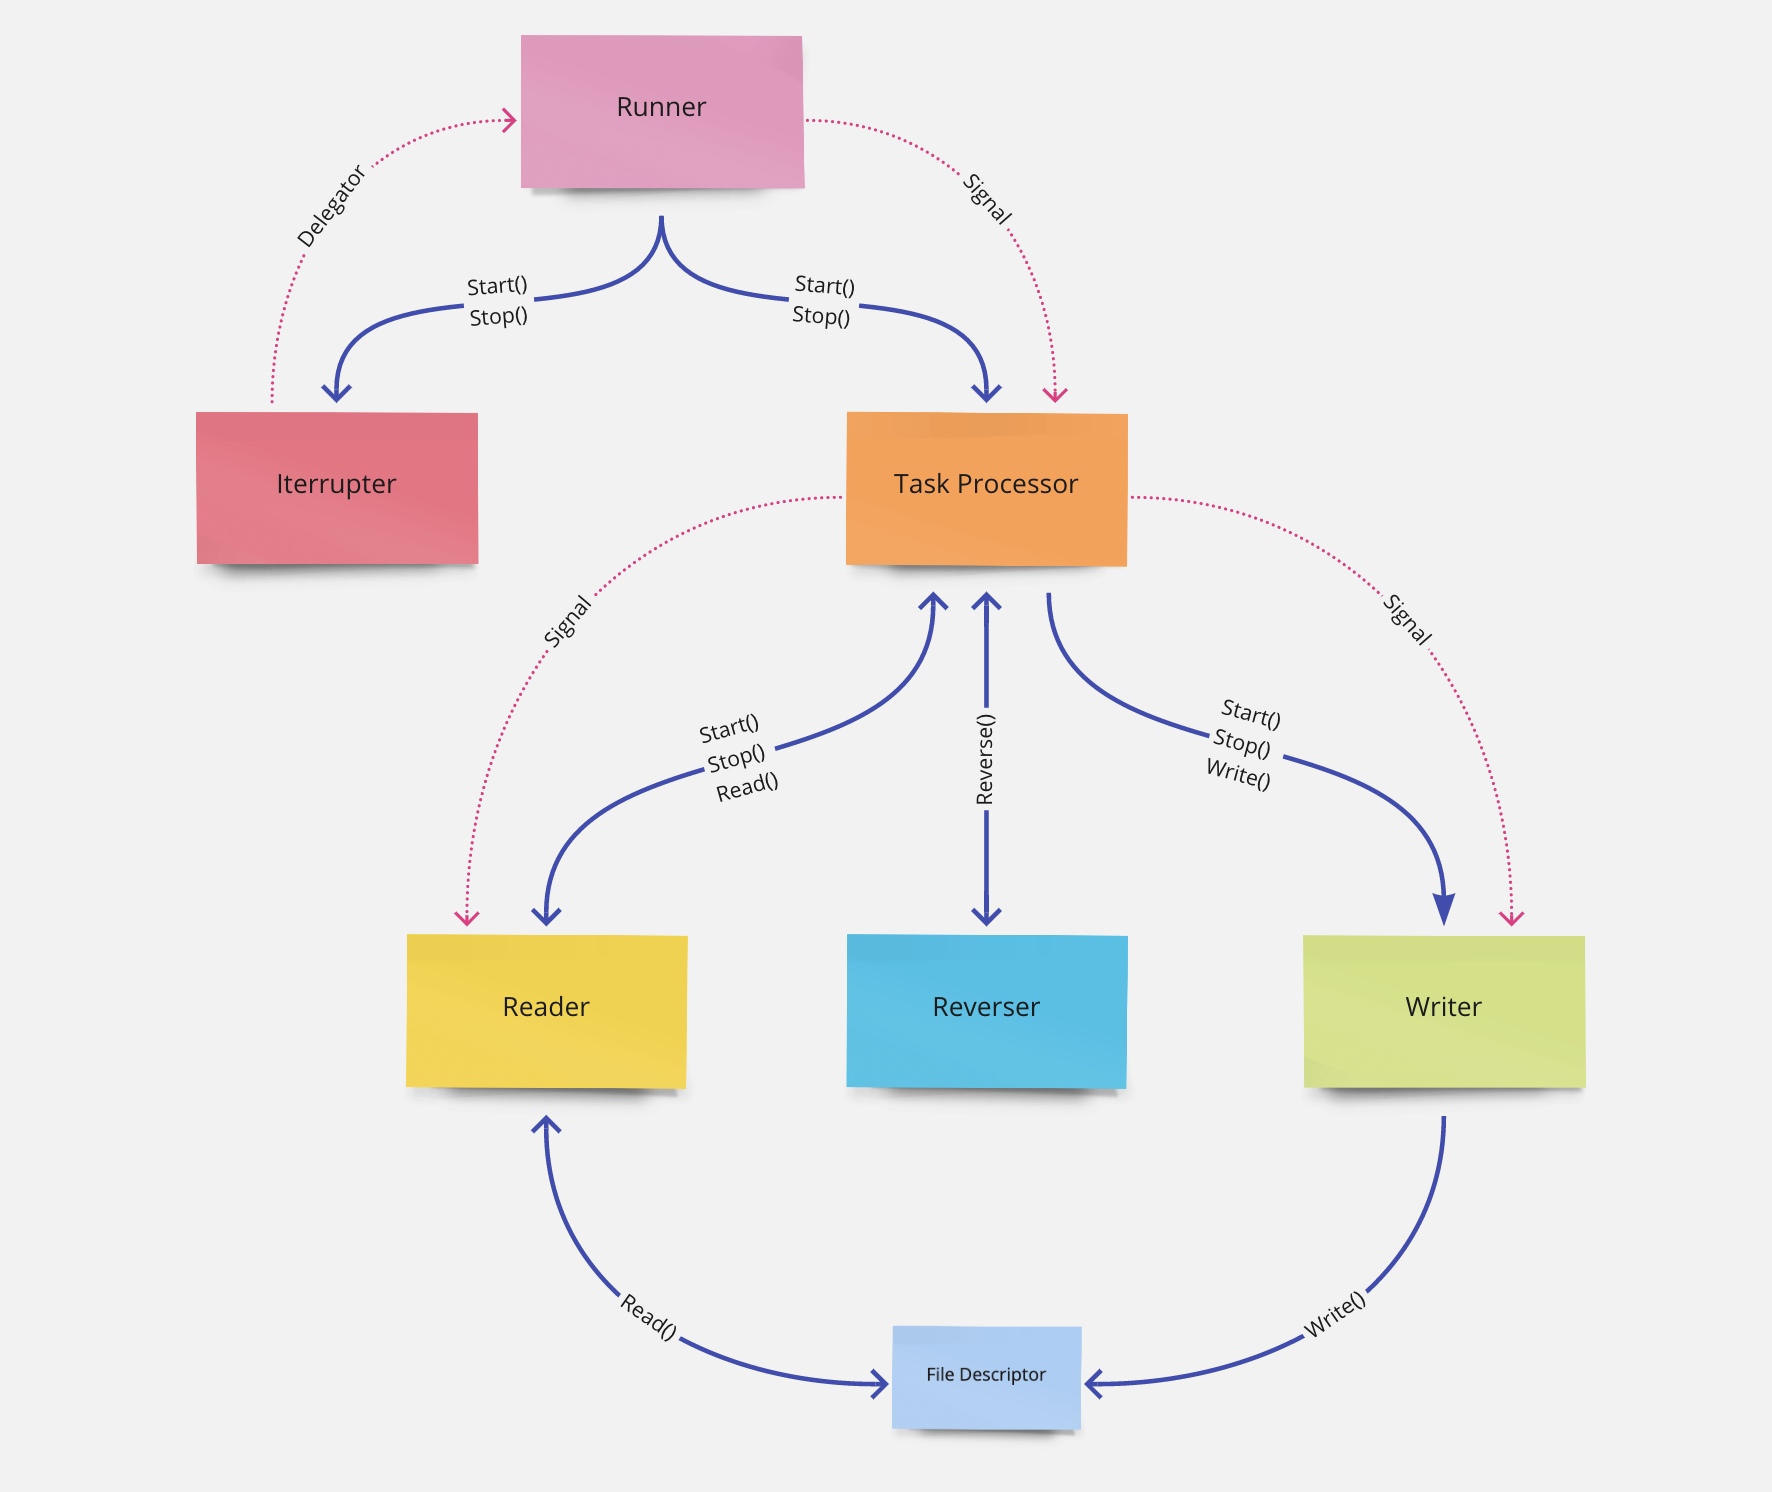 Runner
Delegator
Signal
Start()
Stop()
Start()
Stop()
Iterrupter
Task Processor
Signal
Signal
Start()
Stop()
Read()
Reverse()
Start()
Stop()
Write()
Reader
Reverser
Writer
Read()
Write()
File Descriptor